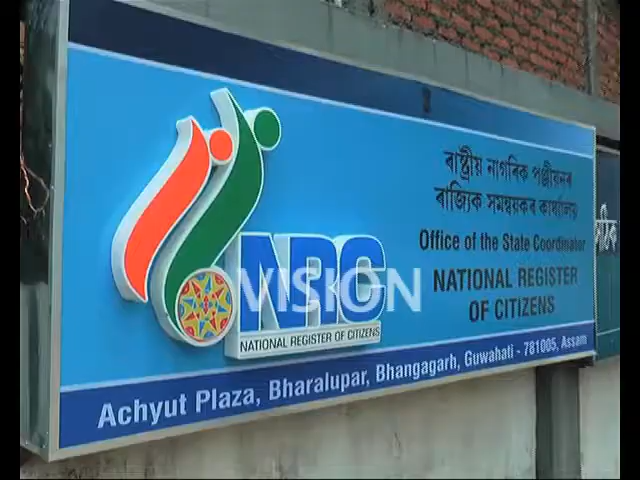 ৰাষ্ট্ৰীয় নাগৰিক পঞ্জীয়নৰ
ৰাজ্যিক সমন্বয়কৰ কাৰ্যালয়
Office of the State Coordinator
NATIONAL REGISTER
OF CITIZENS
NRC
VISION
NATIONAL REGISTER OF CITIZENS
Achyut Plaza, Bharalupar, Bhangagarh, Guwahati - 781005, Assam